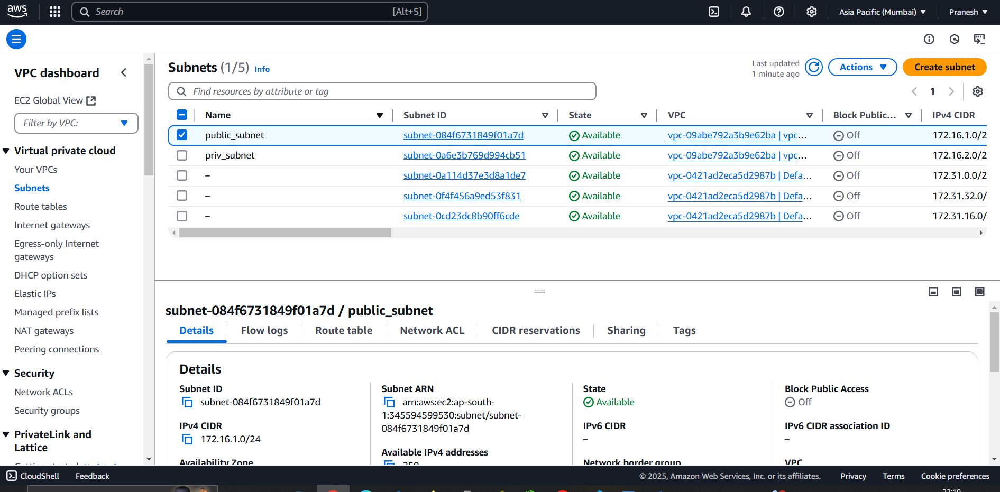 aws
Search [Alt+S]
Asia Pacific (Mumbai)
Pranesh
VPC dashboard
EC2 Global View
Filter by VPC:
Virtual private cloud
Your VPCs
Subnets
Route tables
Internet gateways
Egress-only Internet
gateways
DHCP option sets
Elastic IPs
Managed prefix lists
NAT gateways
Peering connections
Security
Network ACLs
Security groups
PrivateLink and
Lattice
Subnets (1/5) Info
Last updated
1 minute ago
Actions
Create subnet
Find resources by attribute or tag
1
Name Subnet ID State VPC Block Public... IPv4 CIDR
public_subnet subnet-084f6731849f01a7d Available vpc-09abe792a3b9e62ba | vpc... Off 172.16.1.0/2
priv_subnet subnet-0a6e3b769d994cb51 Available vpc-09abe792a3b9e62ba | vpc... Off 172.16.2.0/2
– subnet-0a114d37e3d8a1de7 Available vpc-0421ad2eca5d2987b | Defa... Off 172.31.0.0/2
– subnet-0f4f456a9ed53f831 Available vpc-0421ad2eca5d2987b | Defa... Off 172.31.32.0/
– subnet-0cd23dc8b90ff6cde Available vpc-0421ad2eca5d2987b | Defa... Off 172.31.16.0/
subnet-084f6731849f01a7d / public_subnet
Details Flow logs Route table Network ACL CIDR reservations Sharing Tags
Details
Subnet ID
subnet-084f6731849f01a7d
IPv4 CIDR
172.16.1.0/24
Availability Zone
Subnet ARN
arn:aws:ec2:ap-south-
1:345594599530:subnet/subnet-
084f6731849f01a7d
Available IPv4 addresses
250
State
Available
IPv6 CIDR
–
Network border group
Block Public Access
Off
IPv6 CIDR association ID
–
VPC
CloudShell Feedback © 2025, Amazon Web Services, Inc. or its affiliates. Privacy Terms Cookie preferences